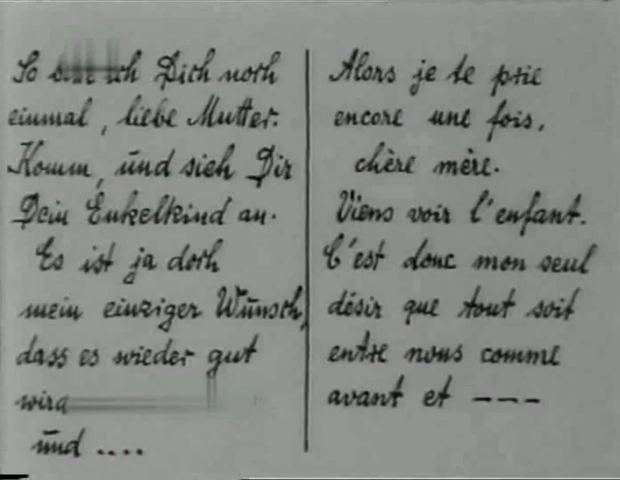 So ich Dich noch
einmal, liebe Mutter.
Komm, und sieh Dir
Dein Enkelkind an.
Es ist ja doch
mein einziger Wunsch,
dass es wieder gut
wird
und ....
Alors je te prie
encore une fois,
chère mère.
Viens voir l'enfant.
C'est donc mon seul
désir que tout soit
entre nous comme
avant et ---